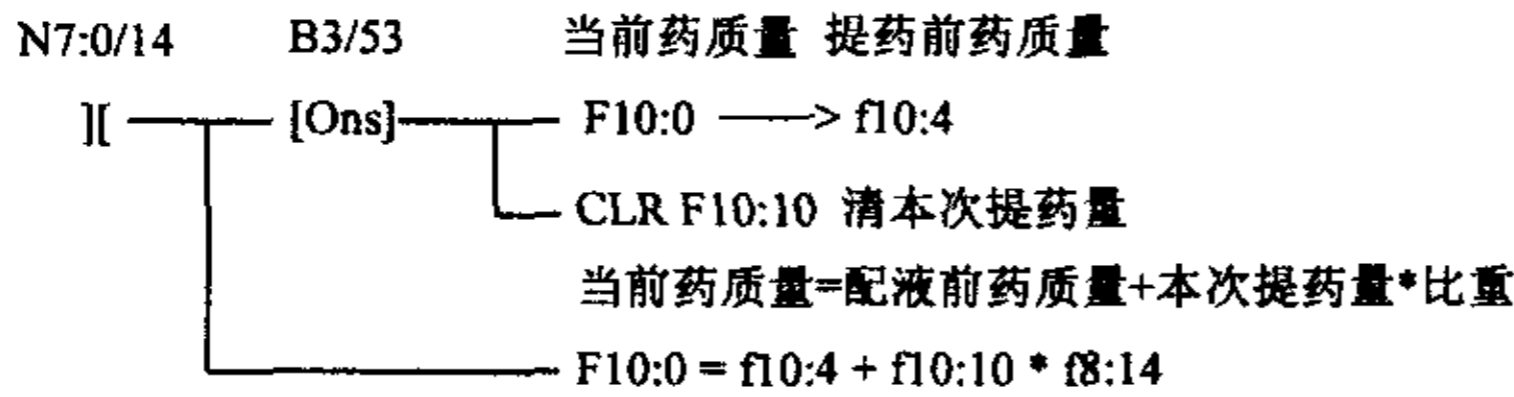 N7:0/14 B3/53 当前药质量 提药前药质量
][ [Ons] F10:0 ——> f10:4
CLR F10:10 清本次提药量
当前药质量=配液前药质量+本次提药量*比重
F10:0 = f10:4 + f10:10 * f8:14